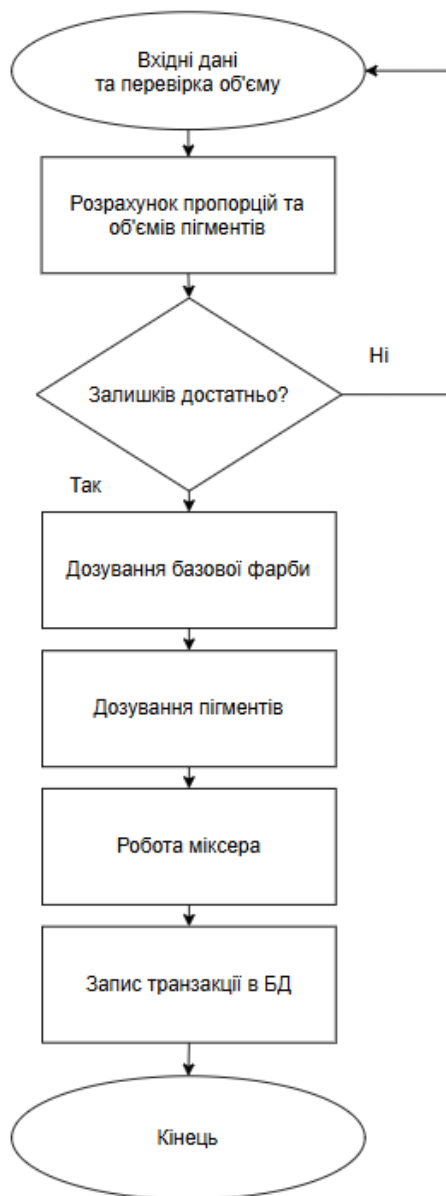 Вхідні дані
та перевірка об'єму
Розрахунок пропорцій та
об'ємів пігментів
Залишків достатньо?
Ні
Так
Дозування базової фарби
Дозування пігментів
Робота міксера
Запис транзакції в БД
Кінець